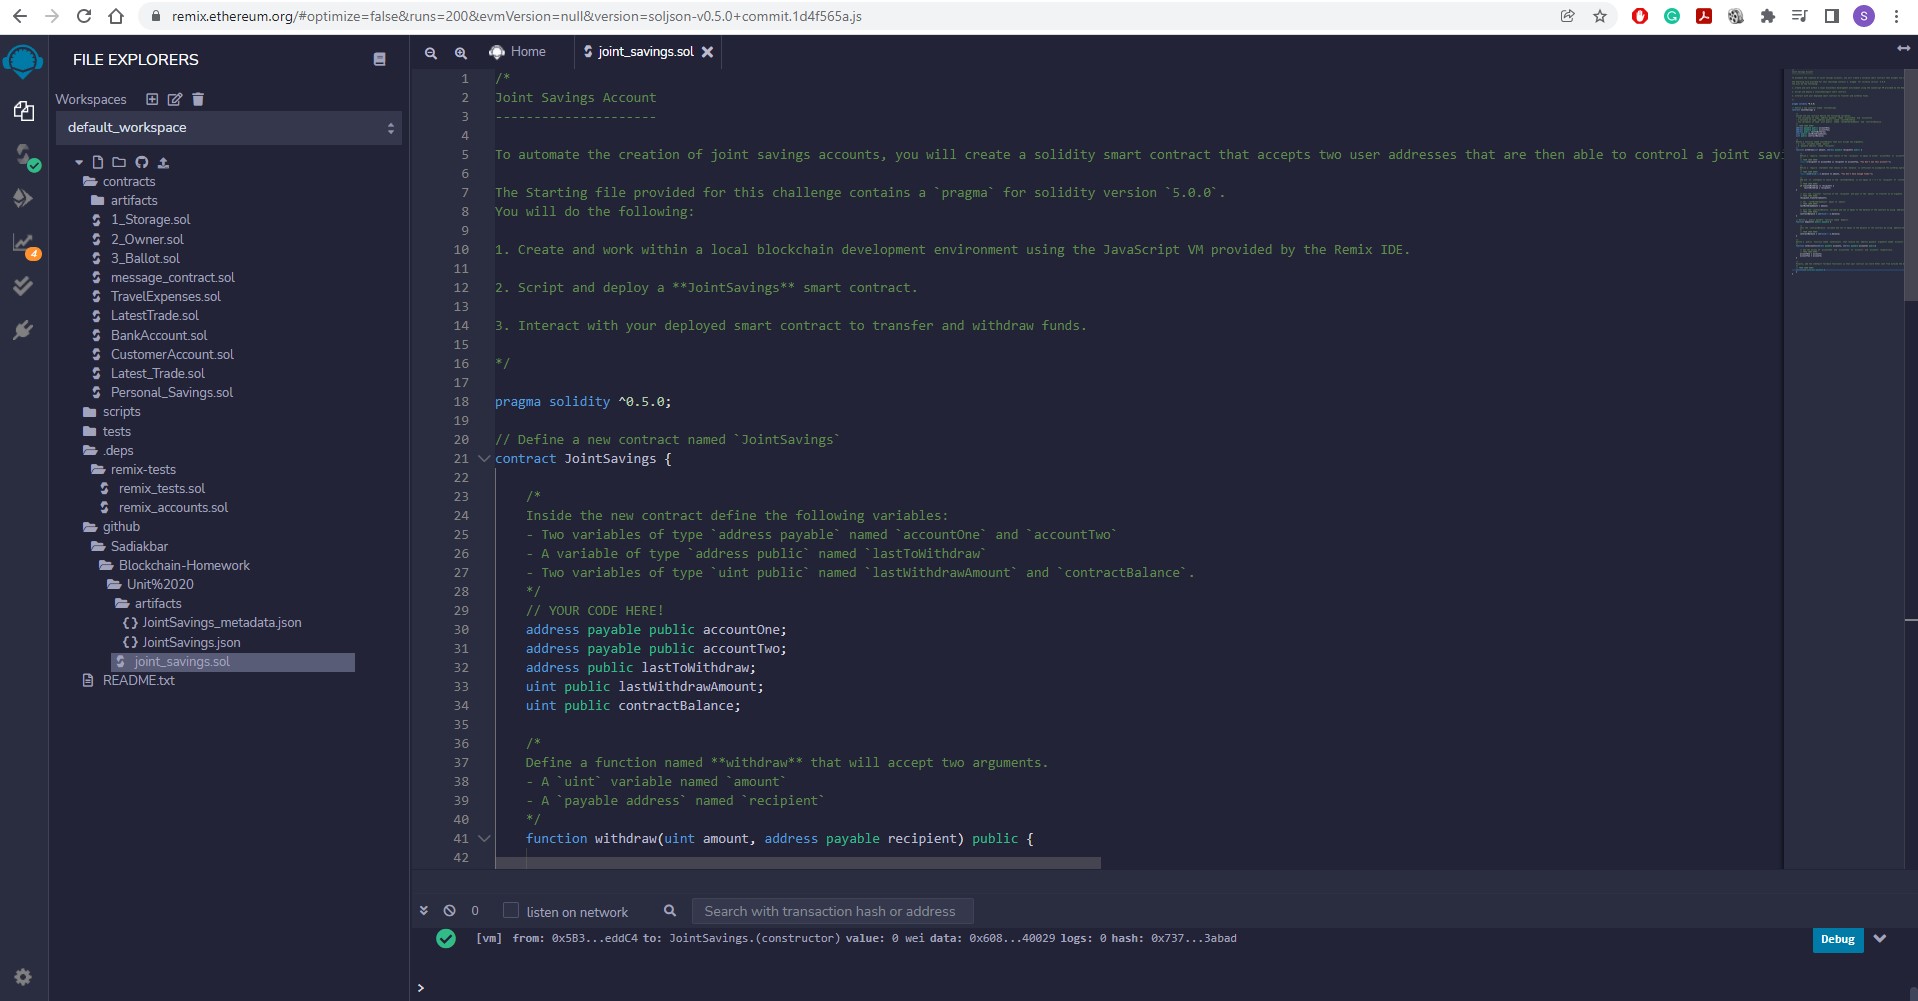 remix.ethereum.org/#optimize=false&runs=200&evmVersion=null&version=soljson-v0.5.0+commit.1d4f565a.js
S
FILE EXPLORERS
Workspaces
default_workspace
contracts
artifacts
1_Storage.sol
2_Owner.sol
3_Ballot.sol
message_contract.sol
TravelExpenses.sol
LatestTrade.sol
BankAccount.sol
CustomerAccount.sol
Latest_Trade.sol
Personal_Savings.sol
scripts
tests
.deps
remix-tests
remix_tests.sol
remix_accounts.sol
github
Sadiakbar
Blockchain-Homework
Unit%2020
artifacts
JointSavings_metadata.json
JointSavings.json
joint_savings.sol
README.txt
4
Home
joint_savings.sol
1 /*
2 Joint Savings Account
3 ---------------------
4
5 To automate the creation of joint savings accounts, you will create a solidity smart contract that accepts two user addresses that are then able to control a joint savi
6
7 The Starting file provided for this challenge contains a `pragma` for solidity version `5.0.0`.
8 You will do the following:
9
10 1. Create and work within a local blockchain development environment using the JavaScript VM provided by the Remix IDE.
11
12 2. Script and deploy a **JointSavings** smart contract.
13
14 3. Interact with your deployed smart contract to transfer and withdraw funds.
15
16 */
17
18 pragma solidity ^0.5.0;
19
20 // Define a new contract named `JointSavings`
21 contract JointSavings {
22
23 /*
24 Inside the new contract define the following variables:
25 - Two variables of type `address payable` named `accountOne` and `accountTwo`
26 - A variable of type `address public` named `lastToWithdraw`
27 - Two variables of type `uint public` named `lastWithdrawAmount` and `contractBalance`.
28 */
29 // YOUR CODE HERE!
30 address payable public accountOne;
31 address payable public accountTwo;
32 address public lastToWithdraw;
33 uint public lastWithdrawAmount;
34 uint public contractBalance;
35
36 /*
37 Define a function named **withdraw** that will accept two arguments.
38 - A `uint` variable named `amount`
39 - A `payable address` named `recipient`
40 */
41 function withdraw(uint amount, address payable recipient) public {
42
0 listen on network Search with transaction hash or address
[vm] from: 0x5B3...eddC4 to: JointSavings.(constructor) value: 0 wei data: 0x608...40029 logs: 0 hash: 0x737...3abad Debug
>